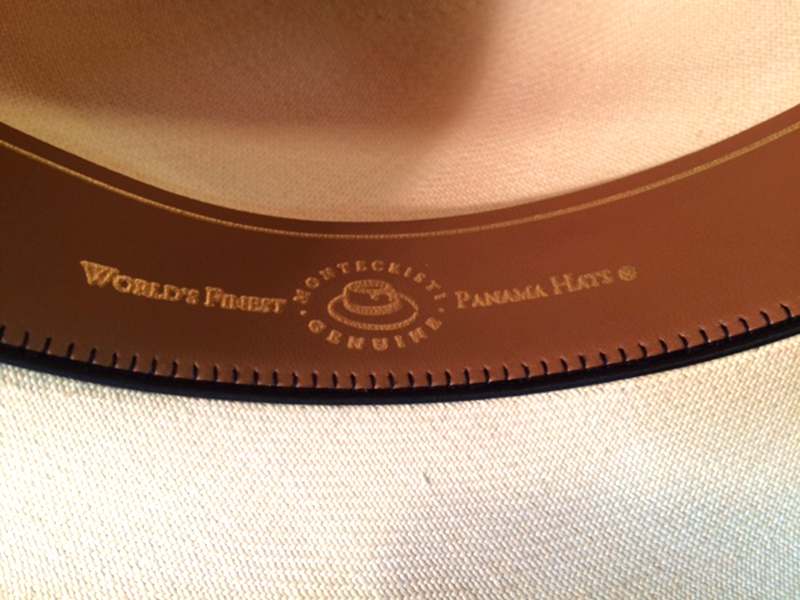 WORLD'S FINEST
MONTECRISTI
GENUINE
PANAMA HATS ®